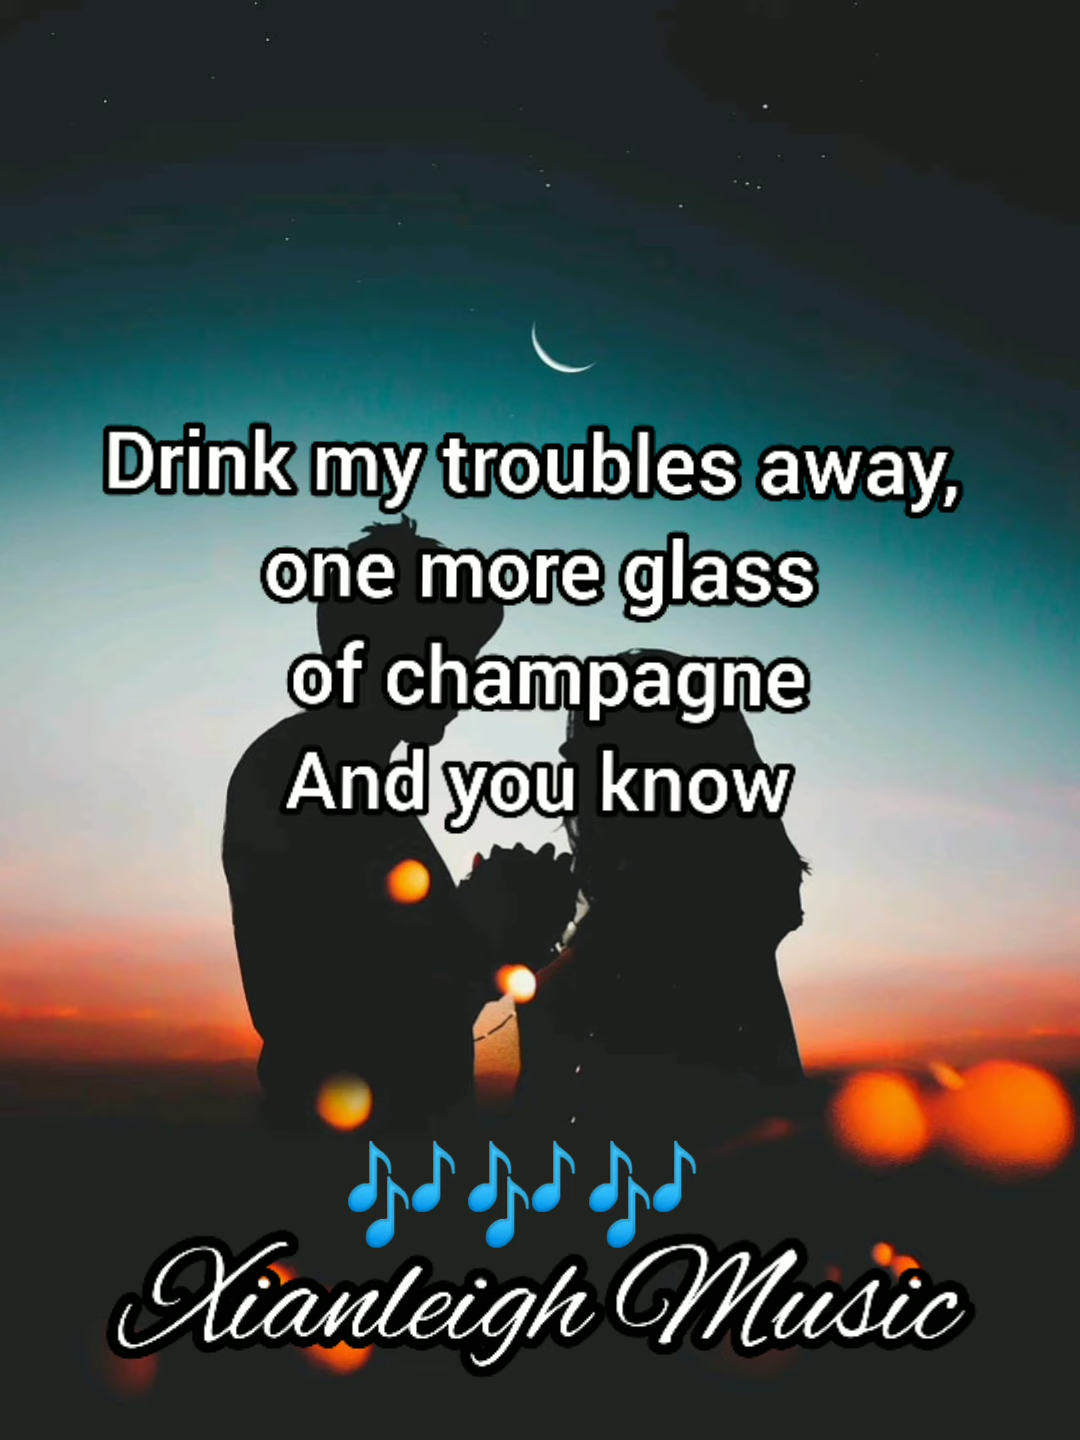 Drink my troubles away,
one more glass
of champagne
And you know
🎶🎶🎶
Xianleigh Music